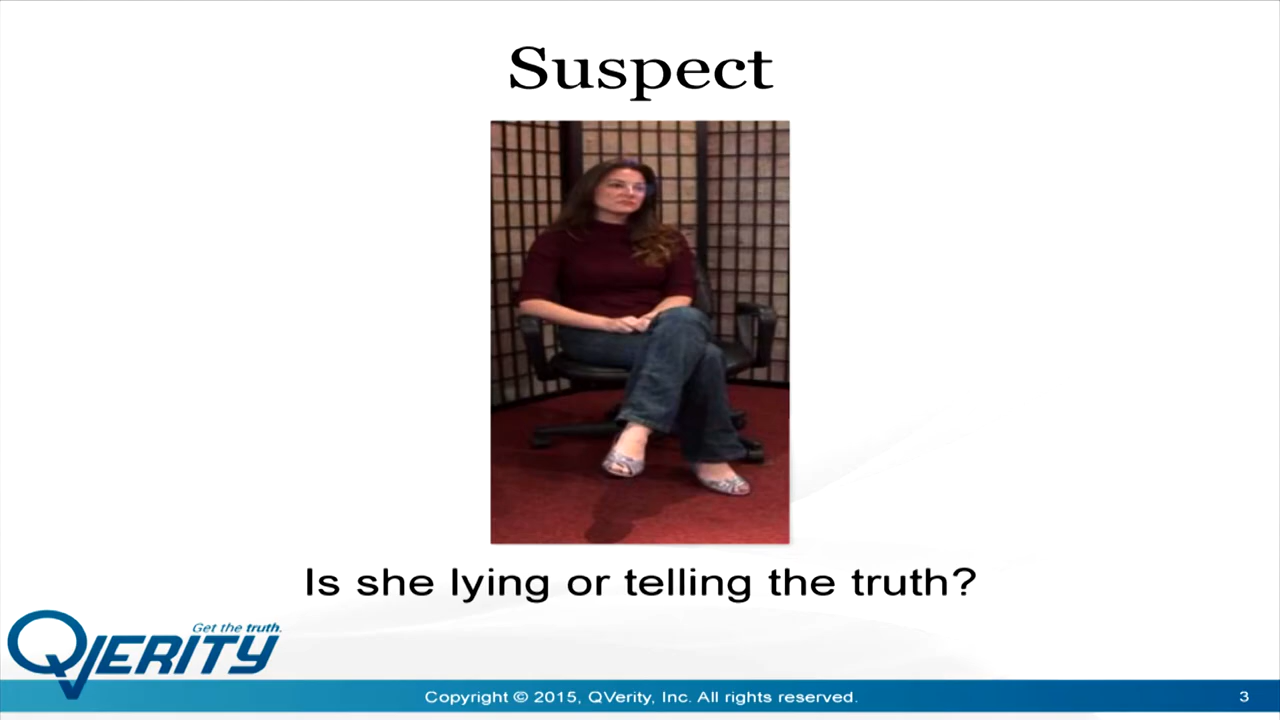 Suspect
Is she lying or telling the truth?
Get the truth.
QVERITY
Copyright © 2015, QVerity, Inc. All rights reserved.
3